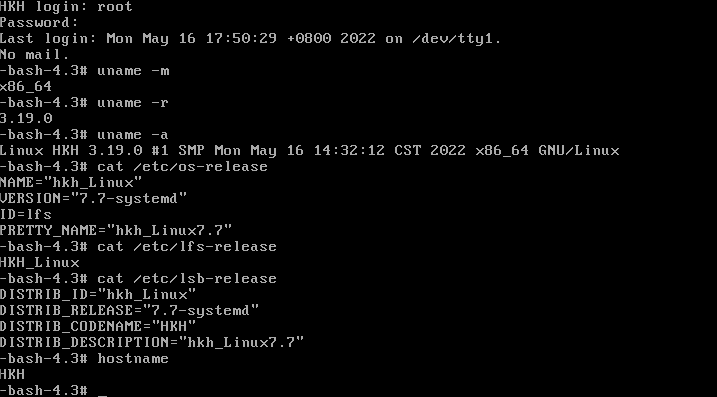 HKH login: root
Password:
Last login: Mon May 16 17:50:29 +0800 2022 on /dev/tty1.
No mail.
-bash-4.3# uname -m
x86_64
-bash-4.3# uname -r
3.19.0
-bash-4.3# uname -a
Linux HKH 3.19.0 #1 SMP Mon May 16 14:32:12 CST 2022 x86_64 GNU/Linux
-bash-4.3# cat /etc/os-release
NAME="hkh_Linux"
VERSION="7.7-systemd"
ID=lfs
PRETTY_NAME="hkh_Linux7.7"
-bash-4.3# cat /etc/lfs-release
HKH_Linux
-bash-4.3# cat /etc/lsb-release
DISTRIB_ID="hkh_Linux"
DISTRIB_RELEASE="7.7-systemd"
DISTRIB_CODENAME="HKH"
DISTRIB_DESCRIPTION="hkh_Linux7.7"
-bash-4.3# hostname
HKH
-bash-4.3# _